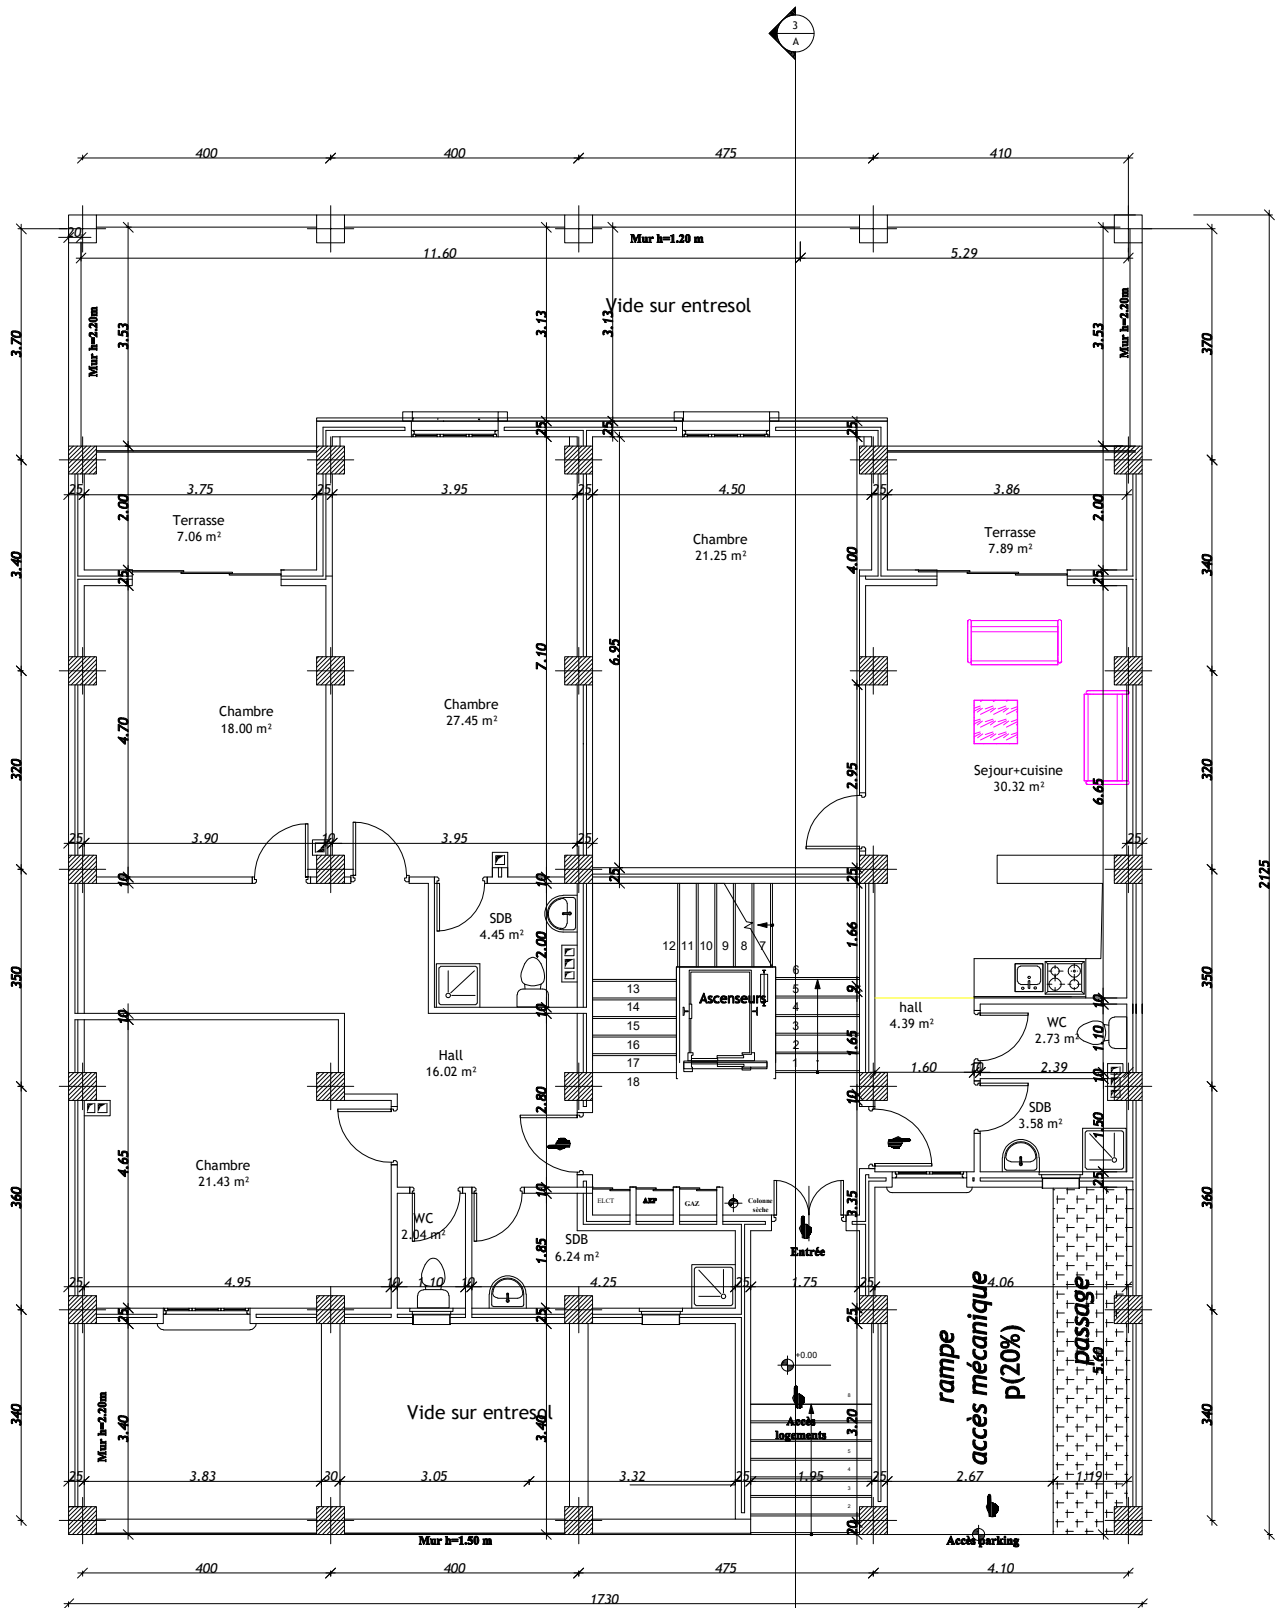 3
A
400
400
475
410
20
Mur h=1.20 m
11.60
5.29
Vide sur entresol
Mur h=2.20m
3.53
3.13
3.13
3.53
Mur h=2.20m
3.70
370
25
25
25
25
3.75
25
3.95
25
4.50
25
3.86
2.00
2.00
Terrasse
7.06 m²
Chambre
21.25 m²
Terrasse
7.89 m²
3.40
4.00
340
25
25
6.95
7.10
Chambre
18.00 m²
Chambre
27.45 m²
4.70
Sejour+cuisine
30.32 m²
320
2.95
6.65
320
25
3.90
10
3.95
25
25
10
10
25
25
2125
SDB
4.45 m²
2.00
12
11
10
9
8
7
1.66
6
13
5
9
350
350
14
4
15
3
16
2
17
1
18
Ascenseurs
1.65
hall
4.39 m²
10
WC
2.73 m²
1.10
10
10
Hall
16.02 m²
1.60
10
2.39
10
2.80
10
SDB
3.58 m²
1.50
4.65
Chambre
21.43 m²
25
10
ELCT
AEP
GAZ
Colonne
sèche
3.35
360
360
WC
2.04 m²
SDB
6.24 m²
1.85
Entrée
25
4.95
10
1.10
10
4.25
25
1.75
25
4.06
25
25
25
rampe
accès mécanique
p(20%)
passage
5.60
+0.00
Mur h=2.20m
3.40
Vide sur entresol
3.40
Accès
logements
3.20
340
340
8
5
4
3
2
25
3.83
30
3.05
3.32
25
1.95
25
2.67
1.19
20
Mur h=1.50 m
Accès parking
400
400
475
4.10
1730